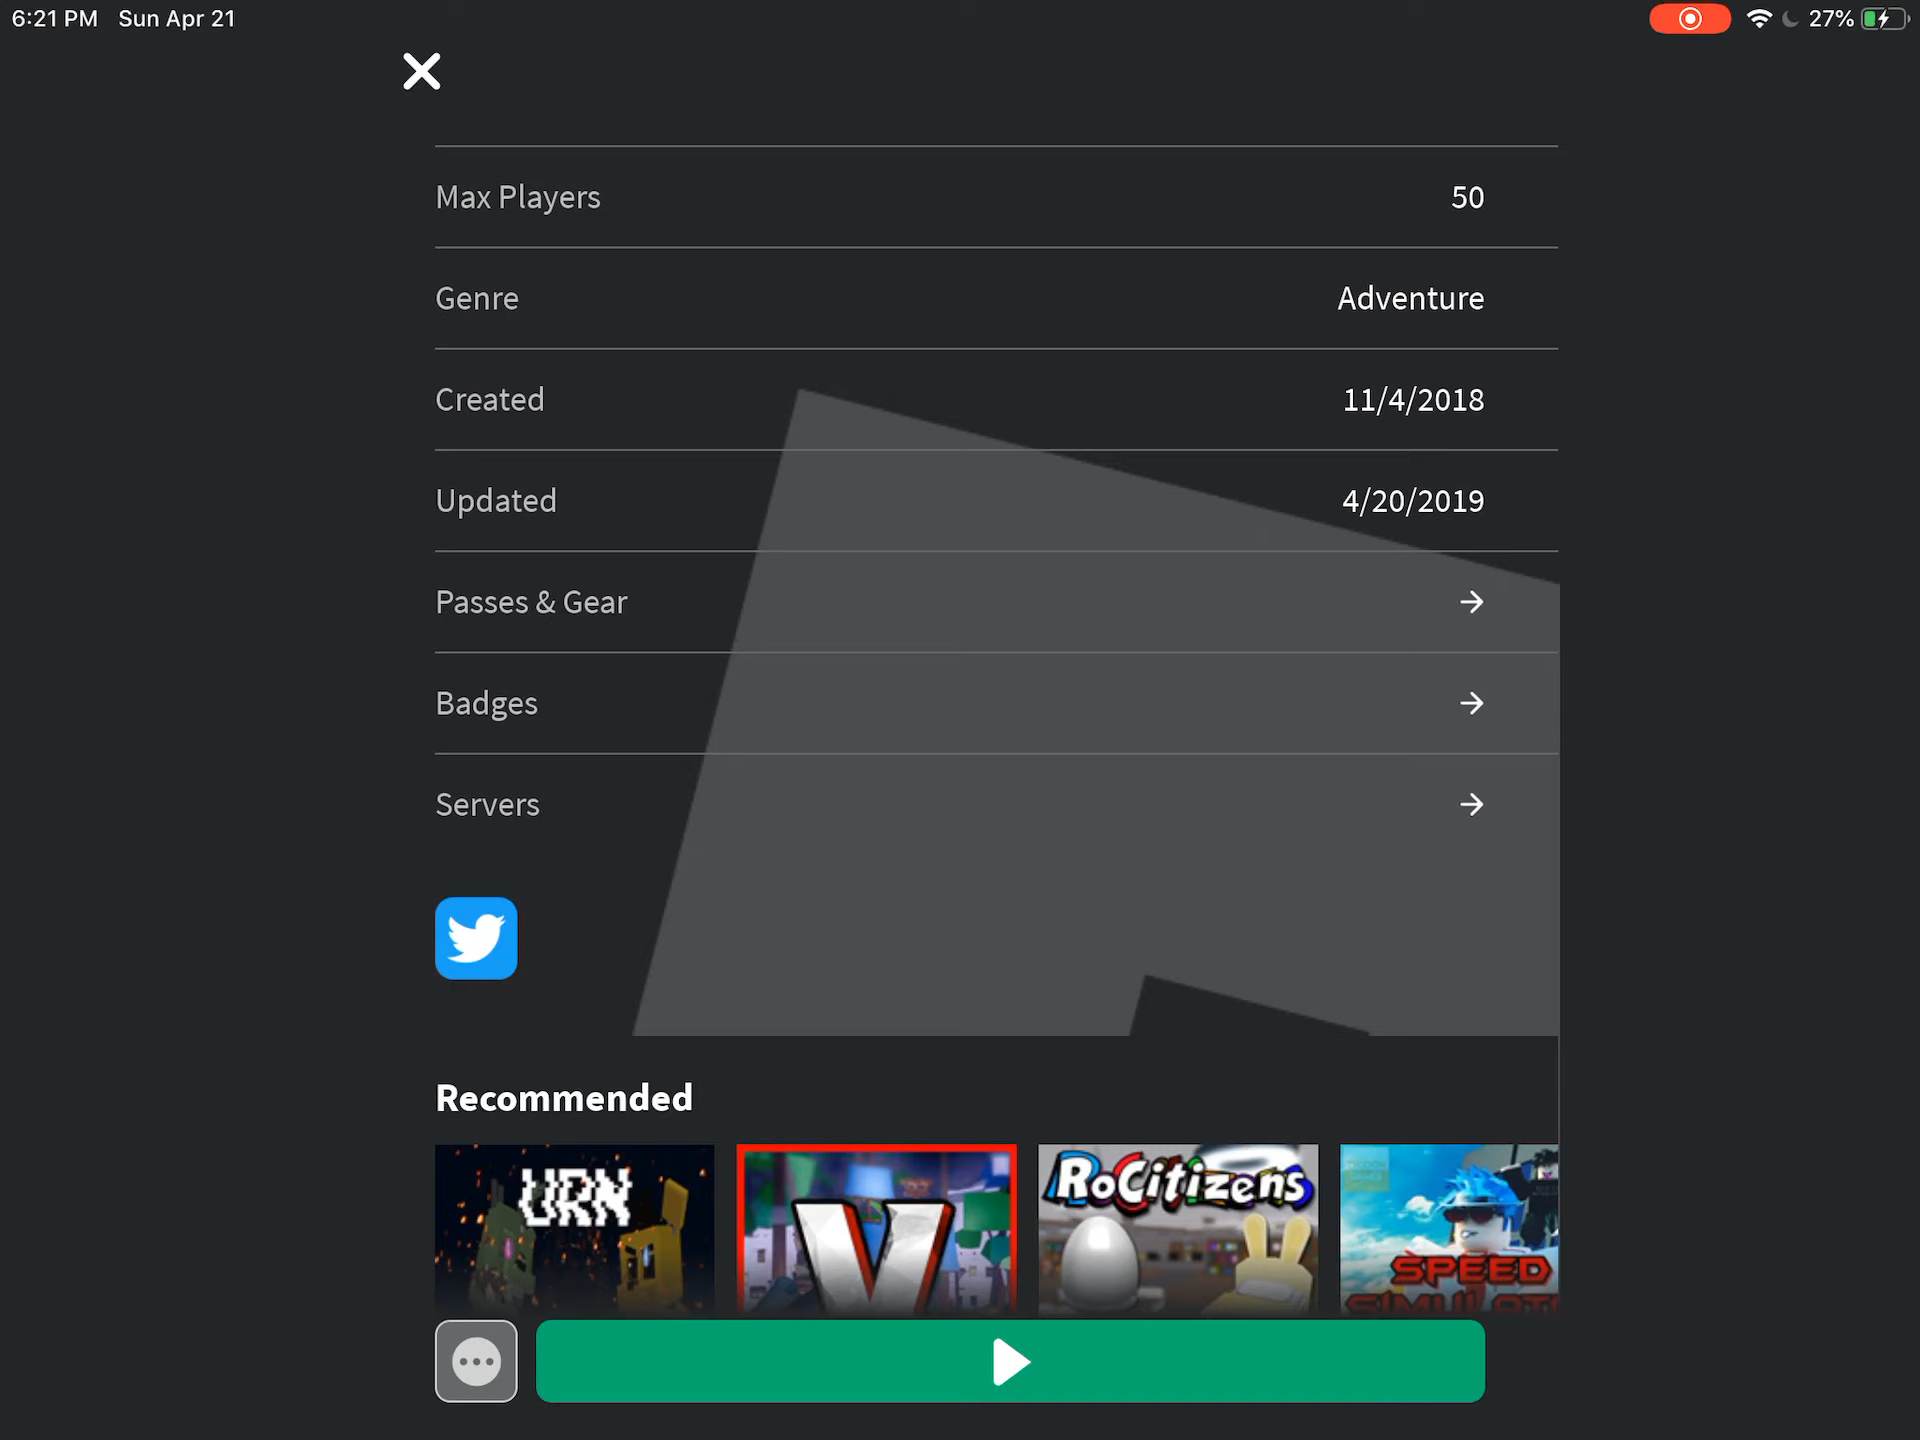 6:21 PM Sun Apr 21
27%
Max Players 50
Genre Adventure
Created 11/4/2018
Updated 4/20/2019
Passes & Gear
Badges
Servers
Recommended
URN
V
RoCitizens
SPEED
SIMULATO